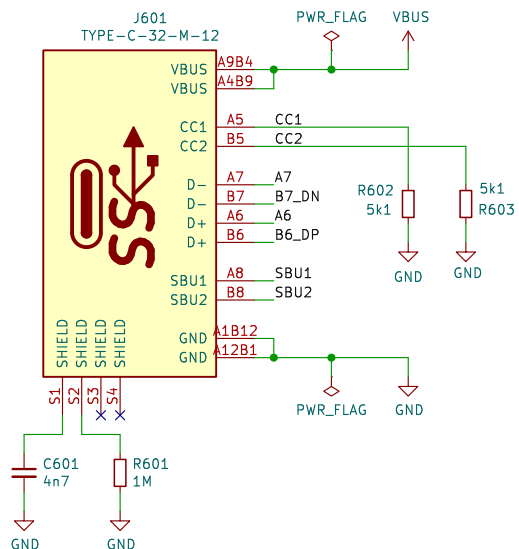 J601
TYPE-C-32-M-12
PWR_FLAG
VBUS
VBUS A9B4
VBUS A4B9
CC1 A5 CC1
CC2 B5 CC2
D- A7 A7
D- B7 B7_DN
D+ A6 A6
D+ B6 B6_DP
R602
5k1
5k1
R603
GND
GND
SBU1 A8 SBU1
SBU2 B8 SBU2
GND A1B12
GND A12B1
SS
SHIELD SHIELD SHIELD SHIELD
S1 S2 S3 S4
PWR_FLAG
GND
C601
4n7
R601
1M
GND
GND